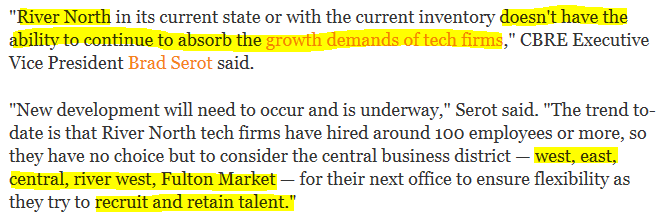 "River North in its current state or with the current inventory doesn't have the
ability to continue to absorb the growth demands of tech firms," CBRE Executive
Vice President Brad Serot said.
"New development will need to occur and is underway," Serot said. "The trend to-
date is that River North tech firms have hired around 100 employees or more, so
they have no choice but to consider the central business district — west, east,
central, river west, Fulton Market — for their next office to ensure flexibility as
they try to recruit and retain talent."